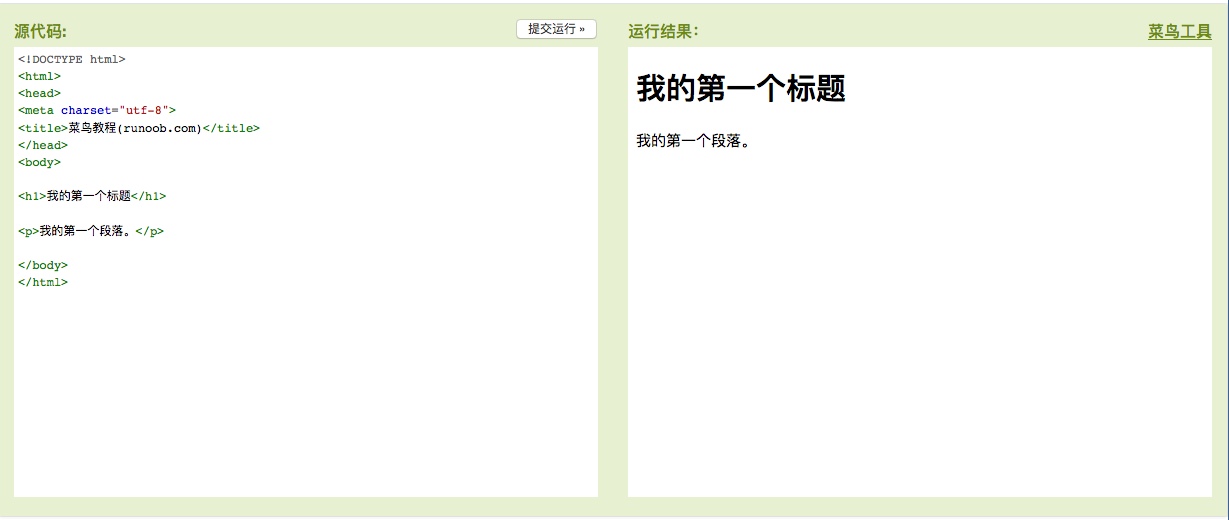 源代码:
提交运行 »
<!DOCTYPE html>
<html>
<head>
<meta charset="utf-8">
<title>菜鸟教程(runoob.com)</title>
</head>
<body>
<h1>我的第一个标题</h1>
<p>我的第一个段落。</p>
</body>
</html>
运行结果:
菜鸟工具
我的第一个标题
我的第一个段落。